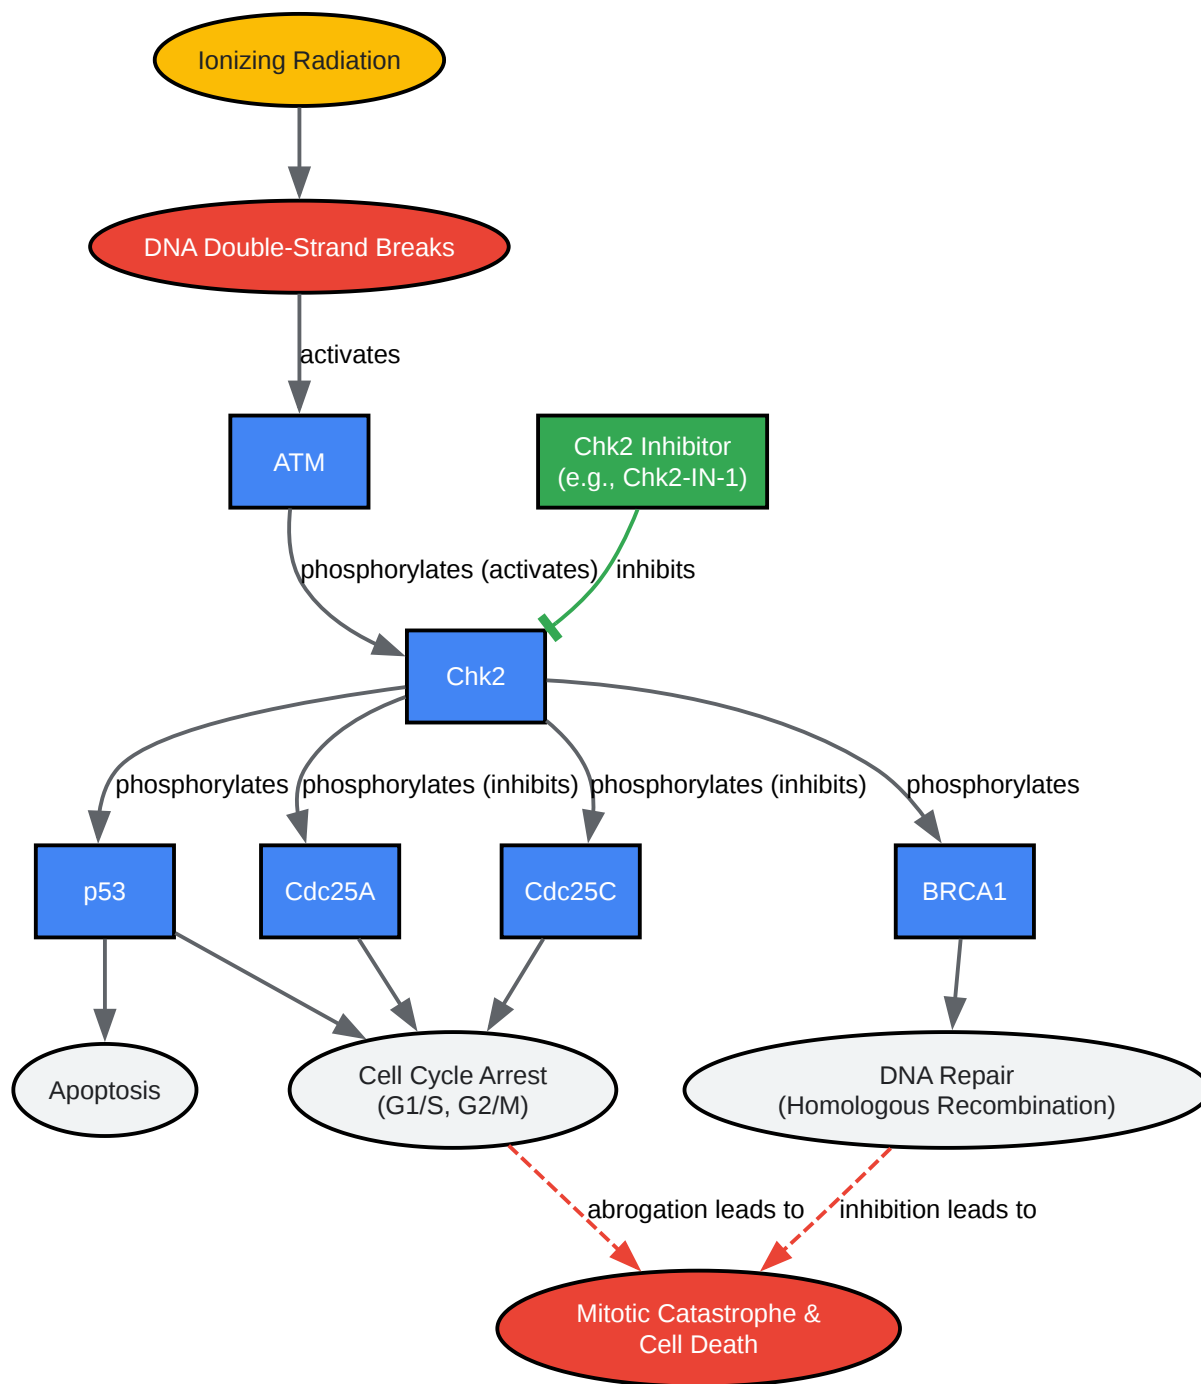 Ionizing Radiation
DNA Double-Strand Breaks
activates
ATM
Chk2 Inhibitor
(e.g., Chk2-IN-1)
phosphorylates (activates)
inhibits
Chk2
phosphorylates
phosphorylates (inhibits)
phosphorylates (inhibits)
phosphorylates
p53
Cdc25A
Cdc25C
BRCA1
Apoptosis
Cell Cycle Arrest
(G1/S, G2/M)
DNA Repair
(Homologous Recombination)
abrogation leads to
inhibition leads to
Mitotic Catastrophe &
Cell Death